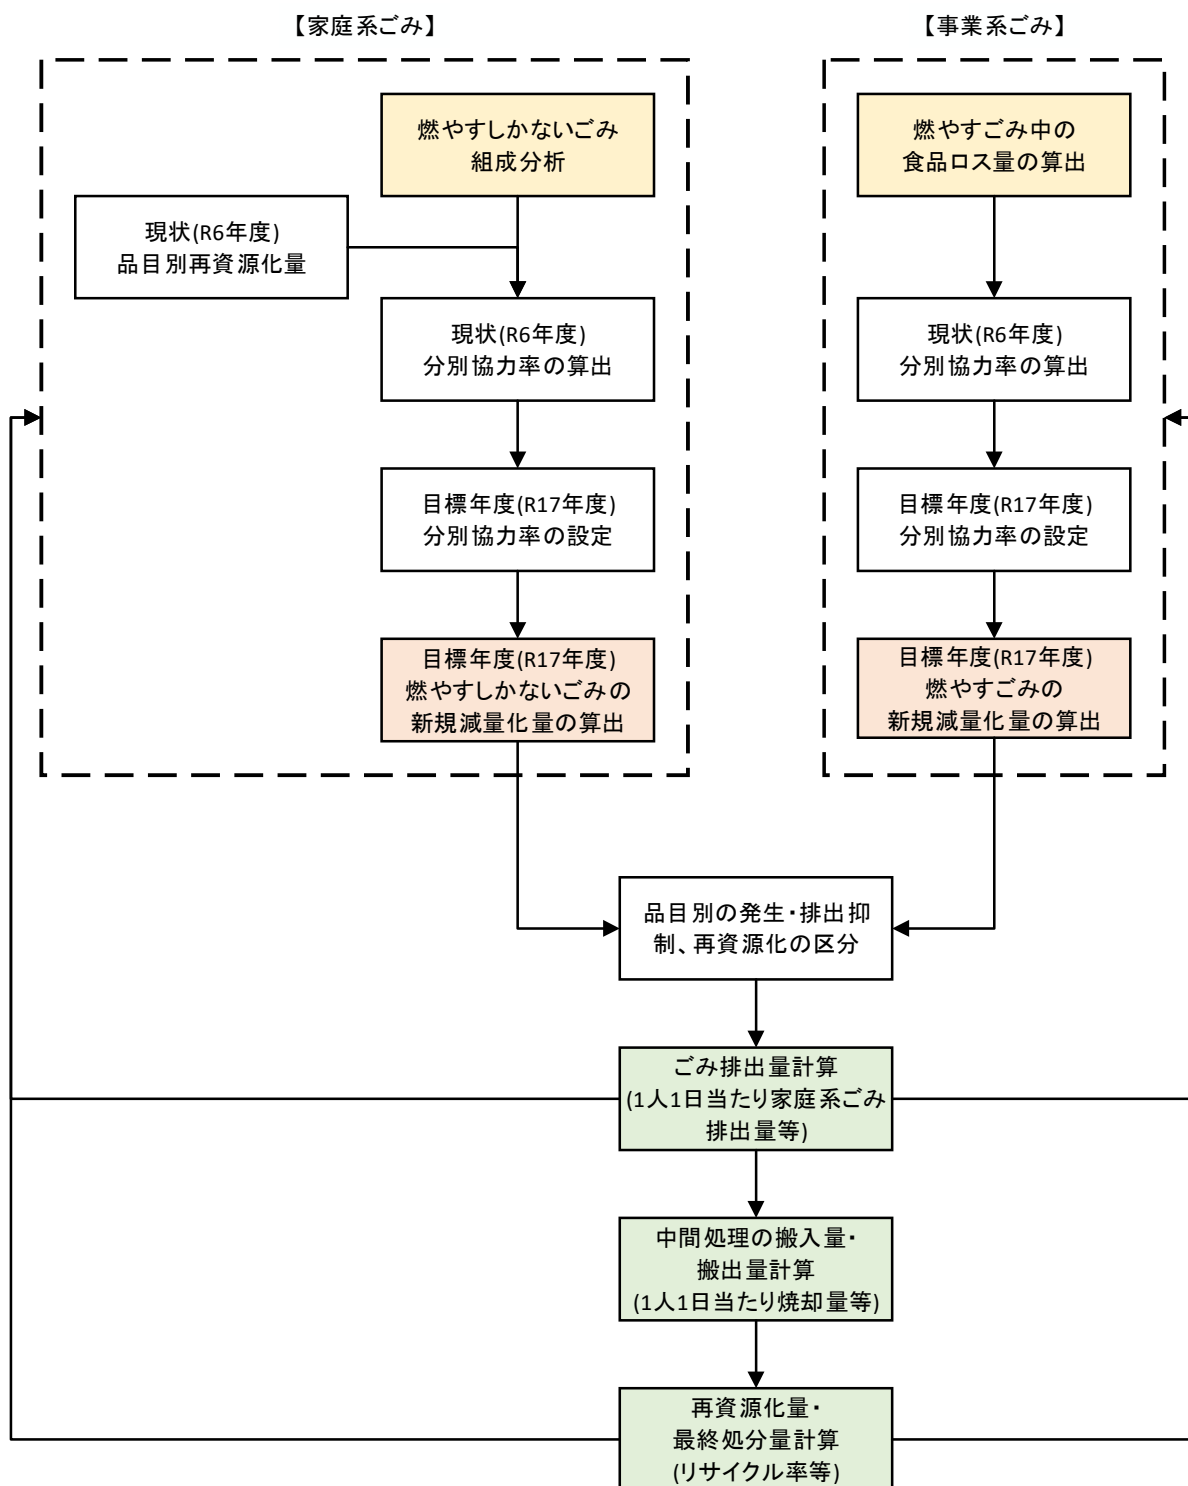 【家庭系ごみ】
【事業系ごみ】
燃やすしかないごみ
組成分析
燃やすごみ中の
食品ロス量の算出
現状(R6年度)
品目別再資源化量
現状(R6年度)
分別協力率の算出
現状(R6年度)
分別協力率の算出
目標年度(R17年度)
分別協力率の設定
目標年度(R17年度)
分別協力率の設定
目標年度(R17年度)
燃やすしかないごみの
新規減量化量の算出
目標年度(R17年度)
燃やすごみの
新規減量化量の算出
品目別の発生・排出抑
制、再資源化の区分
ごみ排出量計算
(1人1日当たり家庭系ごみ
排出量等)
中間処理の搬入量・
搬出量計算
(1人1日当たり焼却量等)
再資源化量・
最終処分量計算
(リサイクル率等)